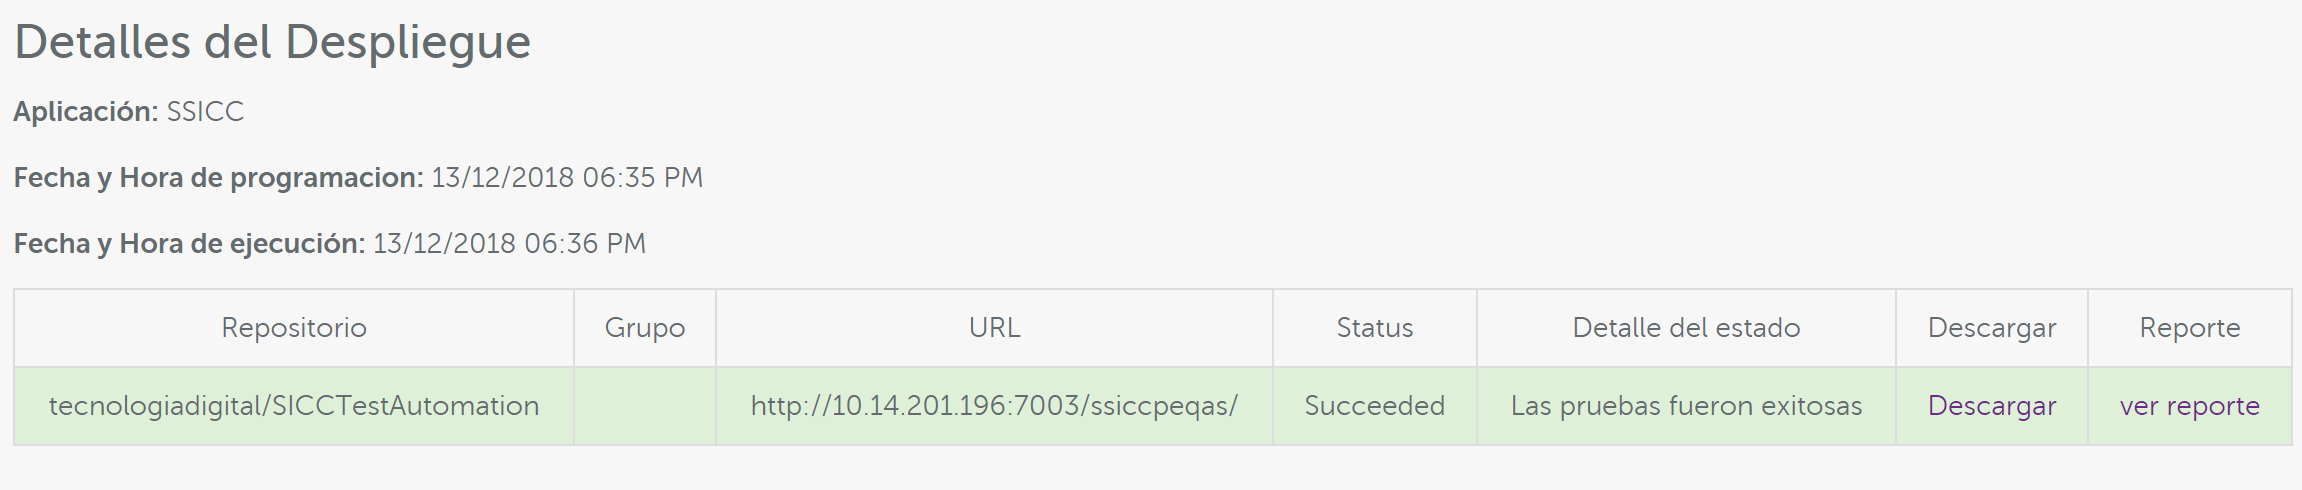 Detalles del Despliegue
Aplicación: SSICC
Fecha y Hora de programacion: 13/12/2018 06:35 PM
Fecha y Hora de ejecución: 13/12/2018 06:36 PM
Repositorio Grupo URL Status Detalle del estado Descargar Reporte
tecnologiadigital/SICCTestAutomation http://10.14.201.196:7003/ssiccpeqas/ Succeeded Las pruebas fueron exitosas Descargar ver reporte